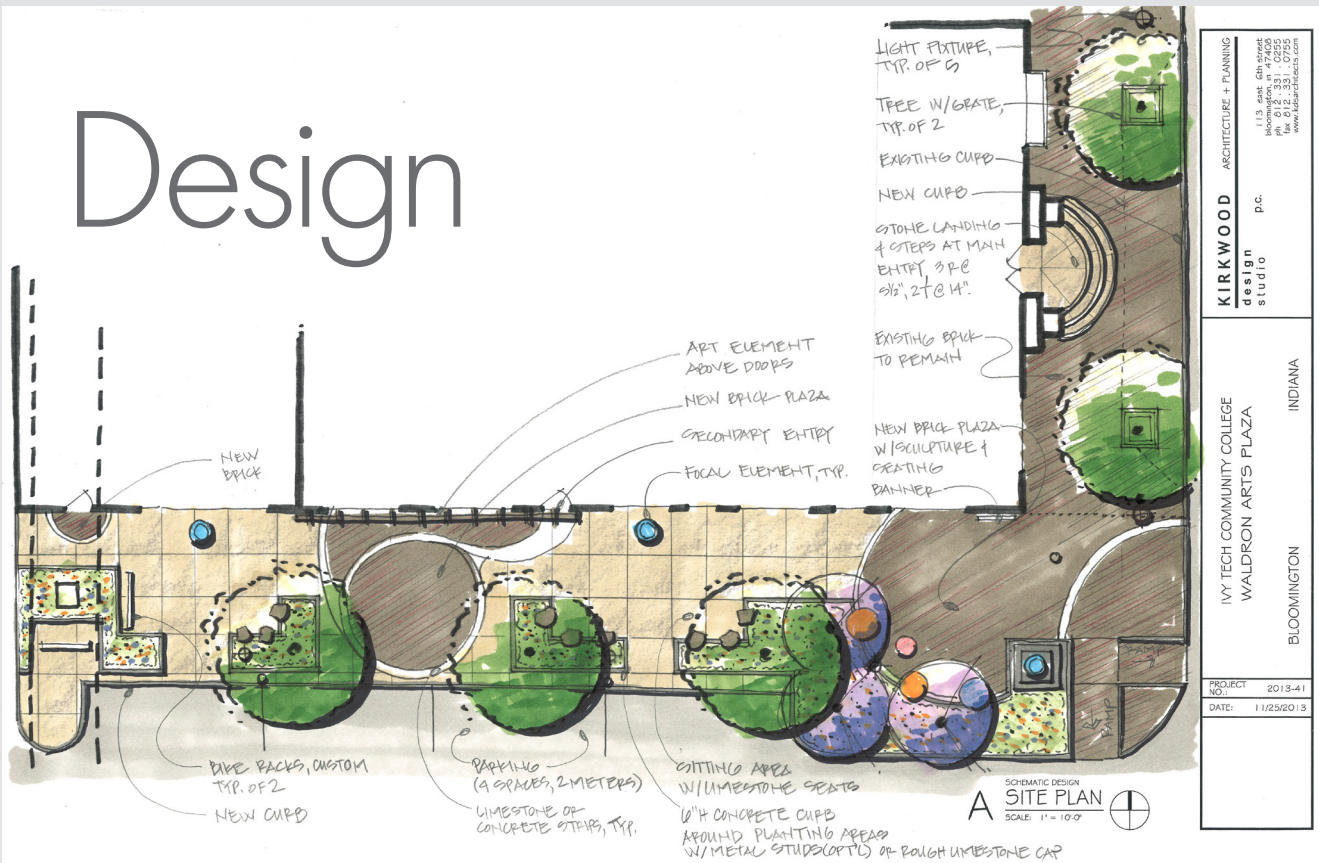 Design
LIGHT FIXTURE,
TYP. OF 5
TREE W/GRATE,
TYP. OF 2
EXISTING CURB
NEW CURB
STONE LANDING
& STEPS AT MAIN
ENTRY, 3 R @
5½", 2 T @ 14".
EXISTING BRICK
TO REMAIN
NEW BRICK PLAZA
W/SCULPTURE &
SEATING
BANNER
ART ELEMENT
ABOVE DOORS
NEW BRICK PLAZA
SECONDARY ENTRY
FOCAL ELEMENT, TYP.
NEW
BRICK
BIKE RACKS, CUSTOM
TYP. OF 2
NEW CURB
PARKING
(4 SPACES, 2 METERS)
LIMESTONE OR
CONCRETE STRIPS, TYP.
SITTING AREA
W/LIMESTONE SEATS
6"H CONCRETE CURB
AROUND PLANTING AREAS
W/METAL STUDS(OPT'L) OR ROUGH LIMESTONE CAP
RAMP
RAMP
A
SCHEMATIC DESIGN
SITE PLAN
SCALE: 1" = 10'-0"
KIRKWOOD
design
studio
p.c.
ARCHITECTURE + PLANNING
113 east 6th street
bloomington, in 47408
ph 812.331.0255
fax 812.331.0755
www.kdsarchitects.com
IVY TECH COMMUNITY COLLEGE
WALDRON ARTS PLAZA
BLOOMINGTON INDIANA
PROJECT
NO.: 2013-41
DATE: 11/25/2013